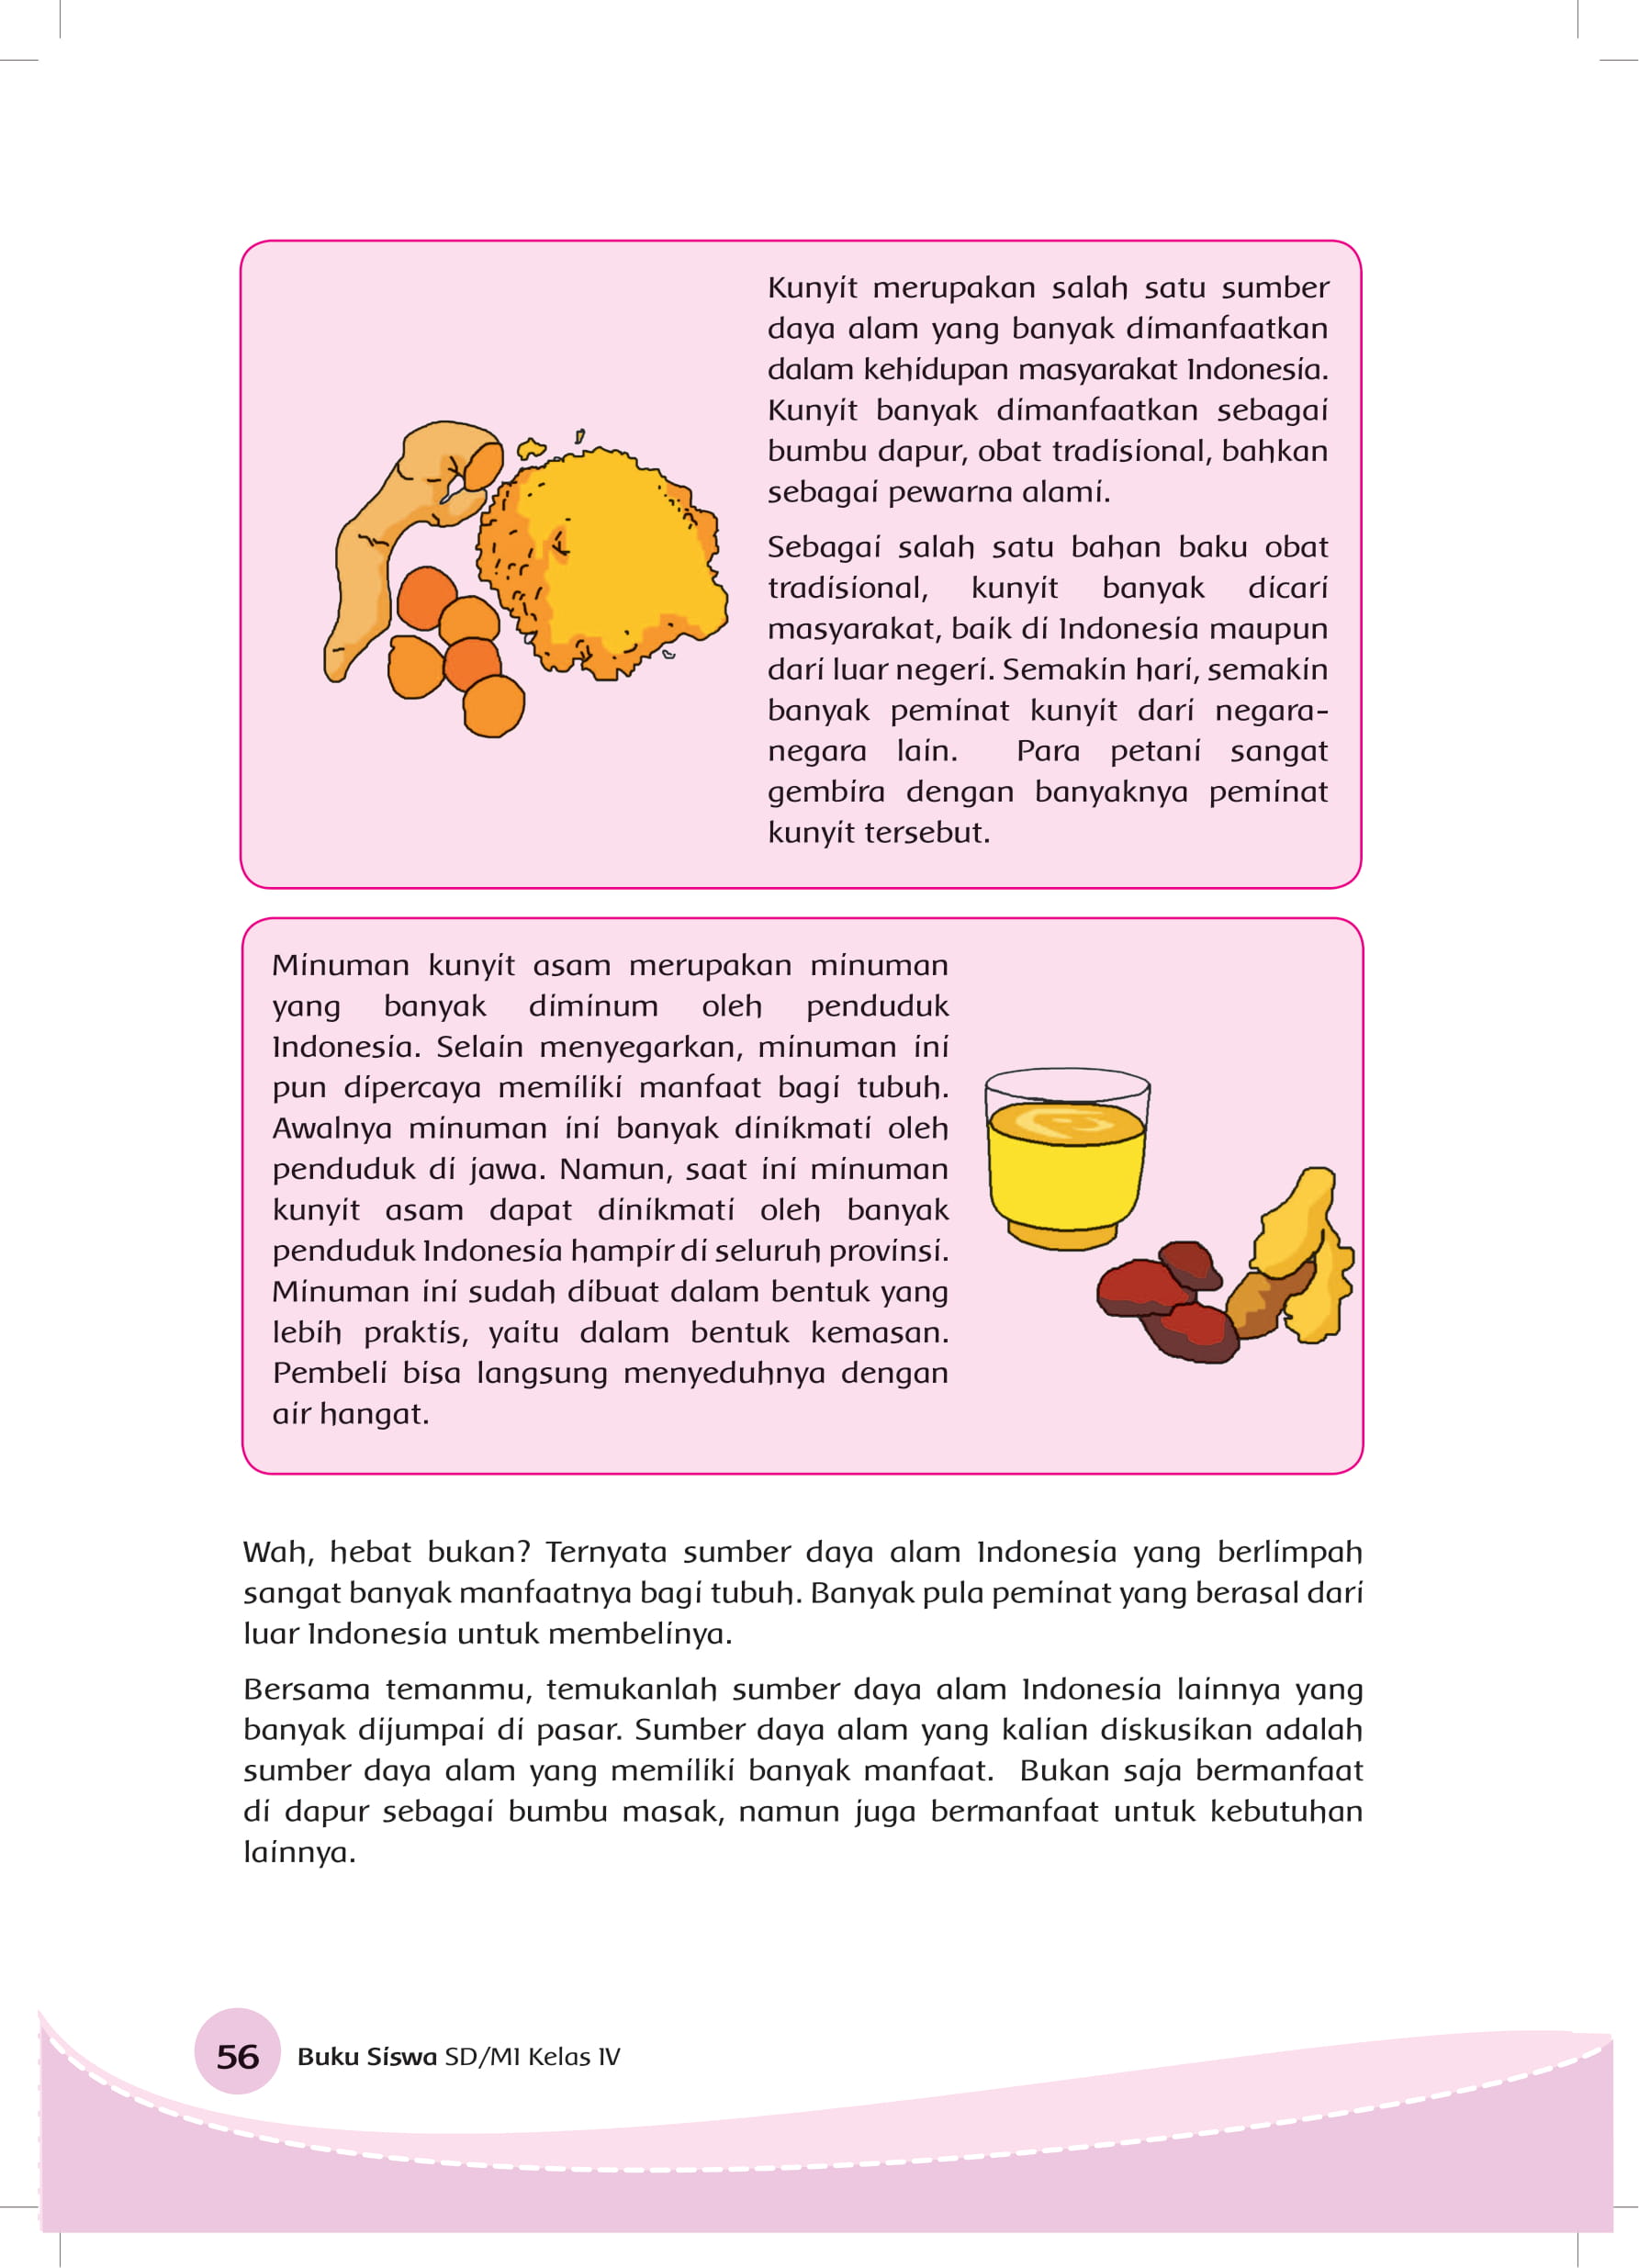 Kunyit merupakan salah satu sumber
daya alam yang banyak dimanfaatkan
dalam kehidupan masyarakat Indonesia.
Kunyit banyak dimanfaatkan sebagai
bumbu dapur, obat tradisional, bahkan
sebagai pewarna alami.
Sebagai salah satu bahan baku obat
tradisional, kunyit banyak dicari
masyarakat, baik di Indonesia maupun
dari luar negeri. Semakin hari, semakin
banyak peminat kunyit dari negara-
negara lain. Para petani sangat
gembira dengan banyaknya peminat
kunyit tersebut.
Minuman kunyit asam merupakan minuman
yang banyak diminum oleh penduduk
Indonesia. Selain menyegarkan, minuman ini
pun dipercaya memiliki manfaat bagi tubuh.
Awalnya minuman ini banyak dinikmati oleh
penduduk di jawa. Namun, saat ini minuman
kunyit asam dapat dinikmati oleh banyak
penduduk Indonesia hampir di seluruh provinsi.
Minuman ini sudah dibuat dalam bentuk yang
lebih praktis, yaitu dalam bentuk kemasan.
Pembeli bisa langsung menyeduhnya dengan
air hangat.
Wah, hebat bukan? Ternyata sumber daya alam Indonesia yang berlimpah
sangat banyak manfaatnya bagi tubuh. Banyak pula peminat yang berasal dari
luar Indonesia untuk membelinya.
Bersama temanmu, temukanlah sumber daya alam Indonesia lainnya yang
banyak dijumpai di pasar. Sumber daya alam yang kalian diskusikan adalah
sumber daya alam yang memiliki banyak manfaat. Bukan saja bermanfaat
di dapur sebagai bumbu masak, namun juga bermanfaat untuk kebutuhan
lainnya.
56 Buku Siswa SD/MI Kelas IV